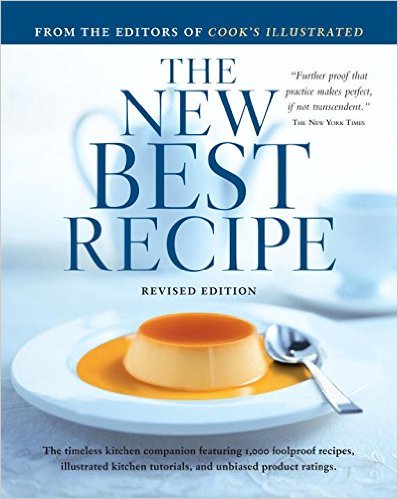 FROM THE EDITORS OF COOK'S ILLUSTRATED
THE
NEW
BEST
RECIPE
"Further proof that
practice makes perfect,
if not transcendent."
THE NEW YORK TIMES
REVISED EDITION
The timeless kitchen companion featuring 1,000 foolproof recipes,
illustrated kitchen tutorials, and unbiased product ratings.